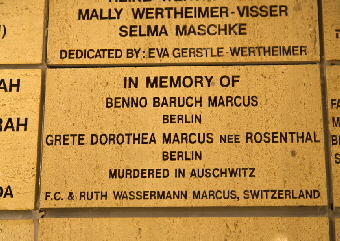 MALLY WERTHEIMER-VISSER
SELMA MASCHKE
DEDICATED BY: EVA GERSTLE-WERTHEIMER
IN MEMORY OF
BENNO BARUCH MARCUS
BERLIN
GRETE DOROTHEA MARCUS NEE ROSENTHAL
BERLIN
MURDERED IN AUSCHWITZ
F.C. & RUTH WASSERMANN MARCUS, SWITZERLAND